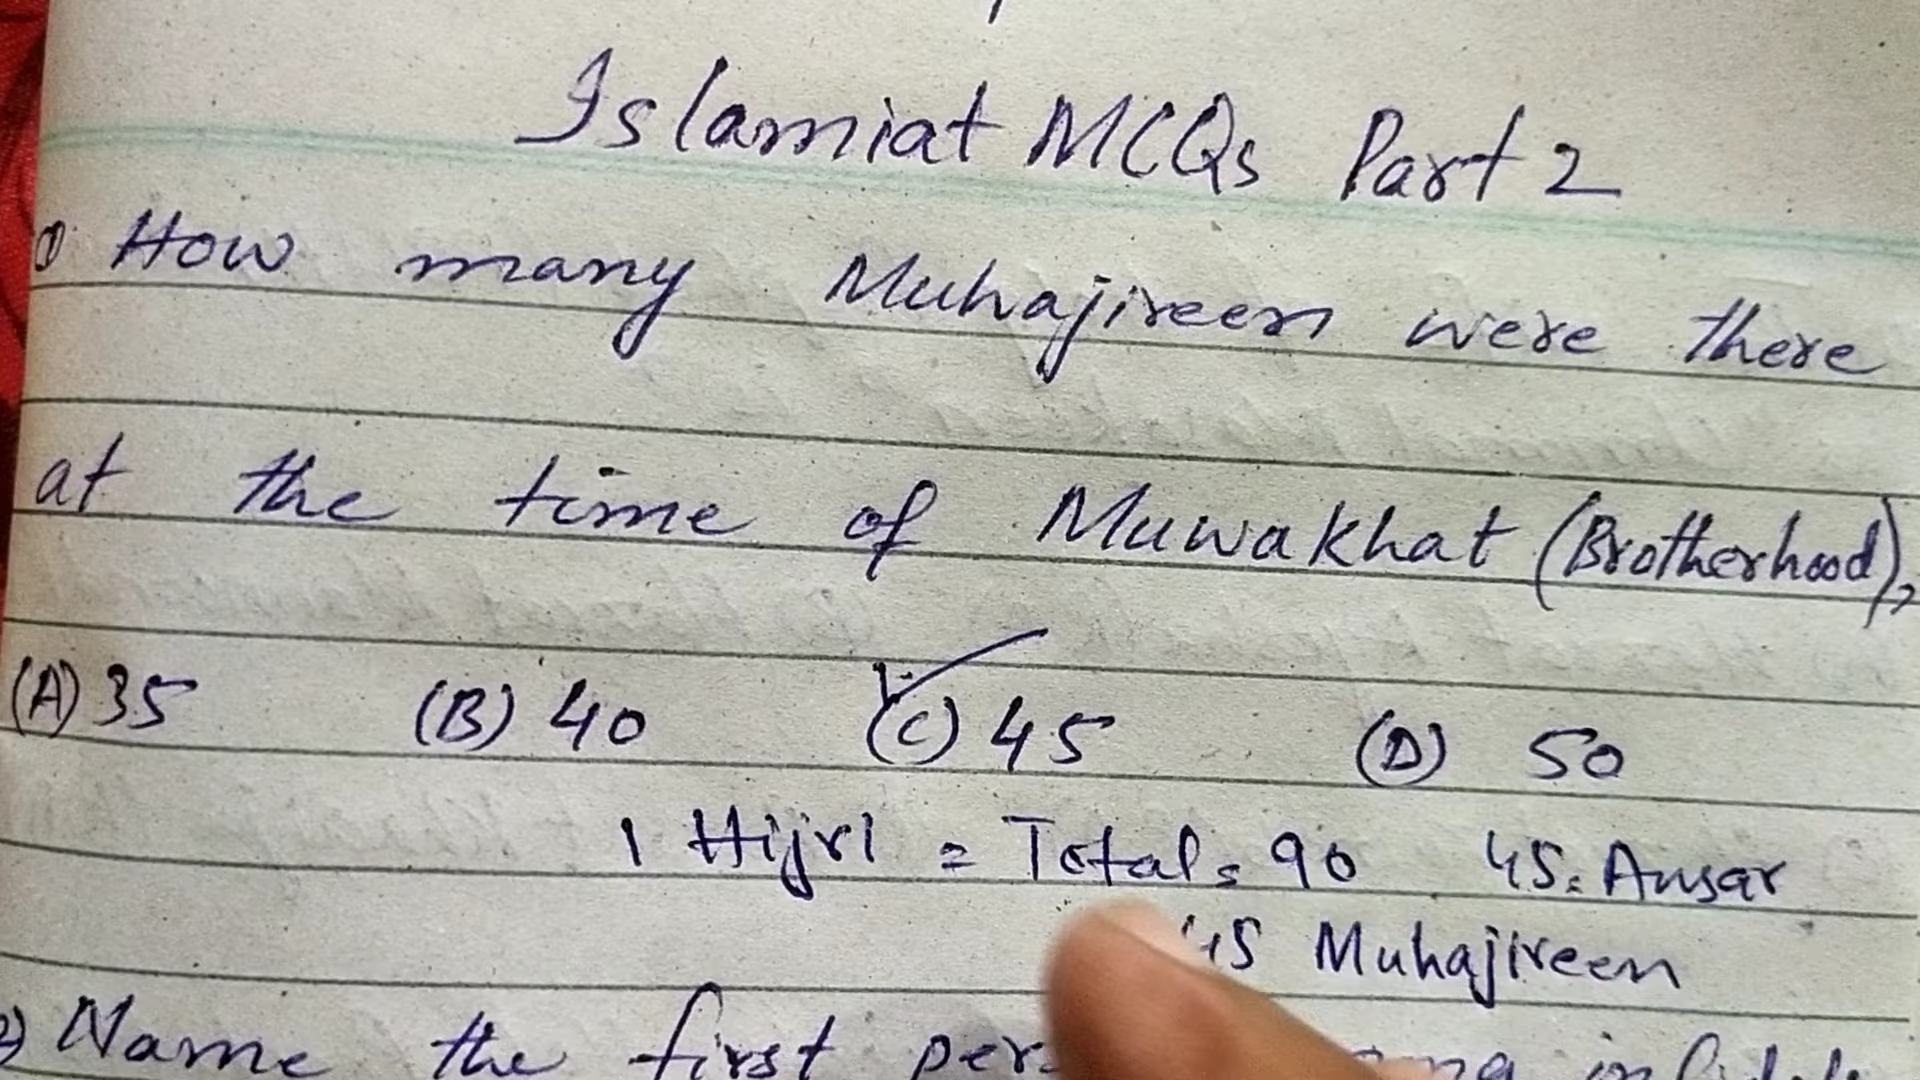 Islamiat MCQs Part 2
1) How many Muhajireen were there
at the time of Muwakhat (Brotherhood)?
(A) 35 (B) 40 (C) 45 (D) 50
1 Hijri = Total = 90 45 = Ansar
45 Muhajireen
2) Name the first